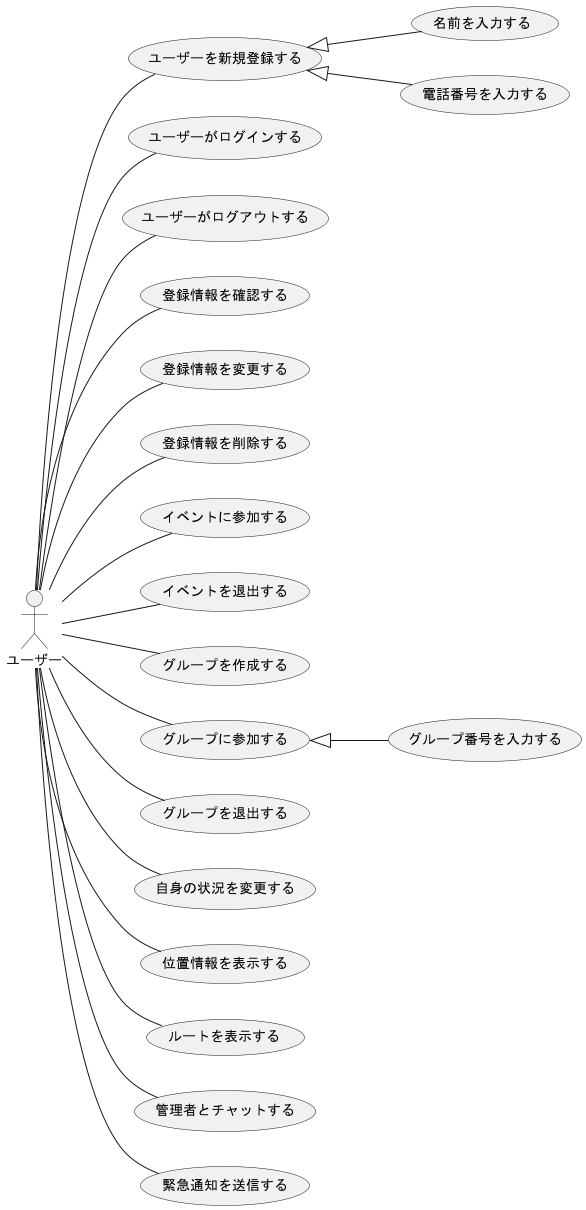 名前を入力する
ユーザーを新規登録する
電話番号を入力する
ユーザーがログインする
ユーザーがログアウトする
登録情報を確認する
登録情報を変更する
登録情報を削除する
イベントに参加する
イベントを退出する
ユーザー
グループを作成する
グループに参加する
グループ番号を入力する
グループを退出する
自身の状況を変更する
位置情報を表示する
ルートを表示する
管理者とチャットする
緊急通知を送信する